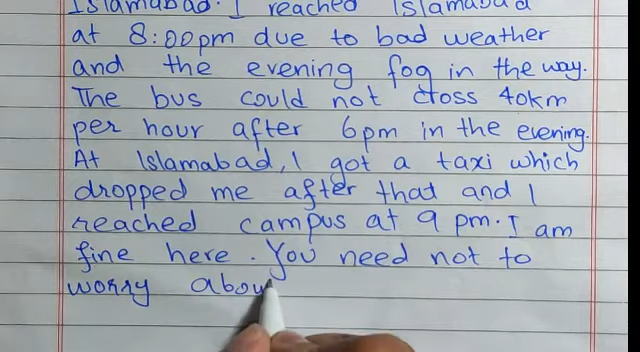 Islamabad. I reached Islamabad
at 8:00pm due to bad weather
and the evening fog in the way.
The bus could not cross 40km
per hour after 6pm in the evening.
At Islamabad, I got a taxi which
dropped me after that and I
reached campus at 9 pm. I am
fine here. You need not to
worry abou